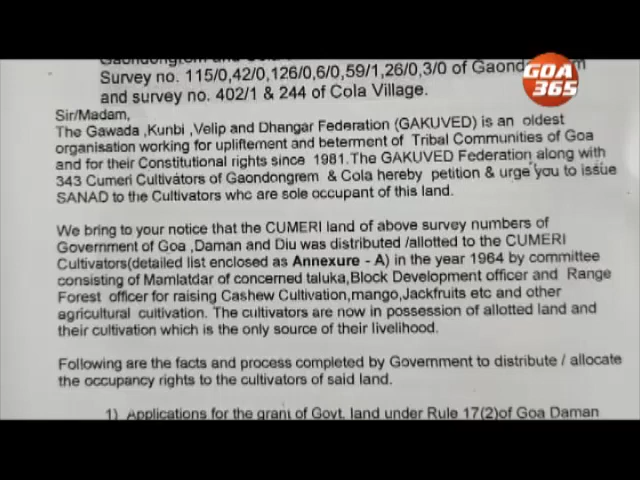 Gaondongrem and
Survey no. 115/0,42/0,126/0,6/0,59/1,26/0,3/0 of Gaond em
and survey no. 402/1 & 244 of Cola Village.
GOA
365
Sir/Madam,
The Gawada ,Kunbi ,Velip and Dhangar Federation (GAKUVED) is an oldest
organisation working for upliftement and beterment of Tribal Communities of Goa
and for their Constitutional rights since 1981.The GAKUVED Federation along with
343 Cumeri Cultivators of Gaondongrem & Cola hereby petition & urge you to issue
SANAD to the Cultivators who are sole occupant of this land.
We bring to your notice that the CUMERI land of above survey numbers of
Government of Goa ,Daman and Diu was distributed /allotted to the CUMERI
Cultivators(detailed list enclosed as Annexure - A) in the year 1964 by committee
consisting of Mamlatdar of concerned taluka,Block Development officer and Range
Forest officer for raising Cashew Cultivation,mango,Jackfruits etc and other
agricultural cultivation. The cultivators are now in possession of allotted land and
their cultivation which is the only source of their livelihood.
Following are the facts and process completed by Government to distribute / allocate
the occupancy rights to the cultivators of said land.
1) Applications for the grant of Govt. land under Rule 17(2)of Goa Daman